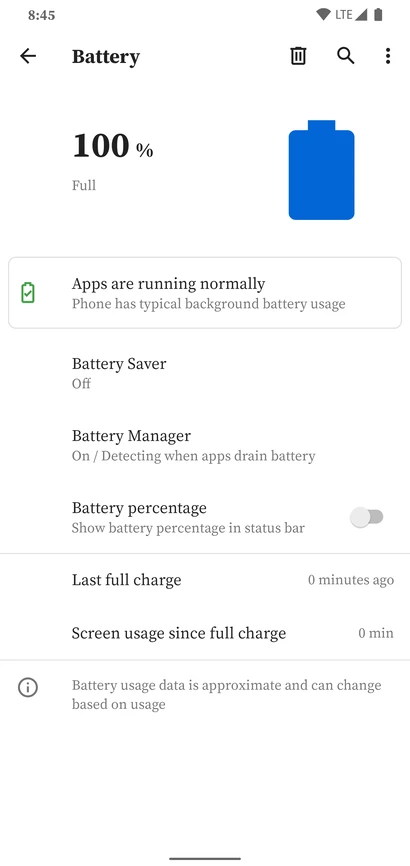 8:45
LTE
Battery
100 %
Full
Apps are running normally
Phone has typical background battery usage
Battery Saver
Off
Battery Manager
On / Detecting when apps drain battery
Battery percentage
Show battery percentage in status bar
Last full charge
0 minutes ago
Screen usage since full charge
0 min
Battery usage data is approximate and can change
based on usage